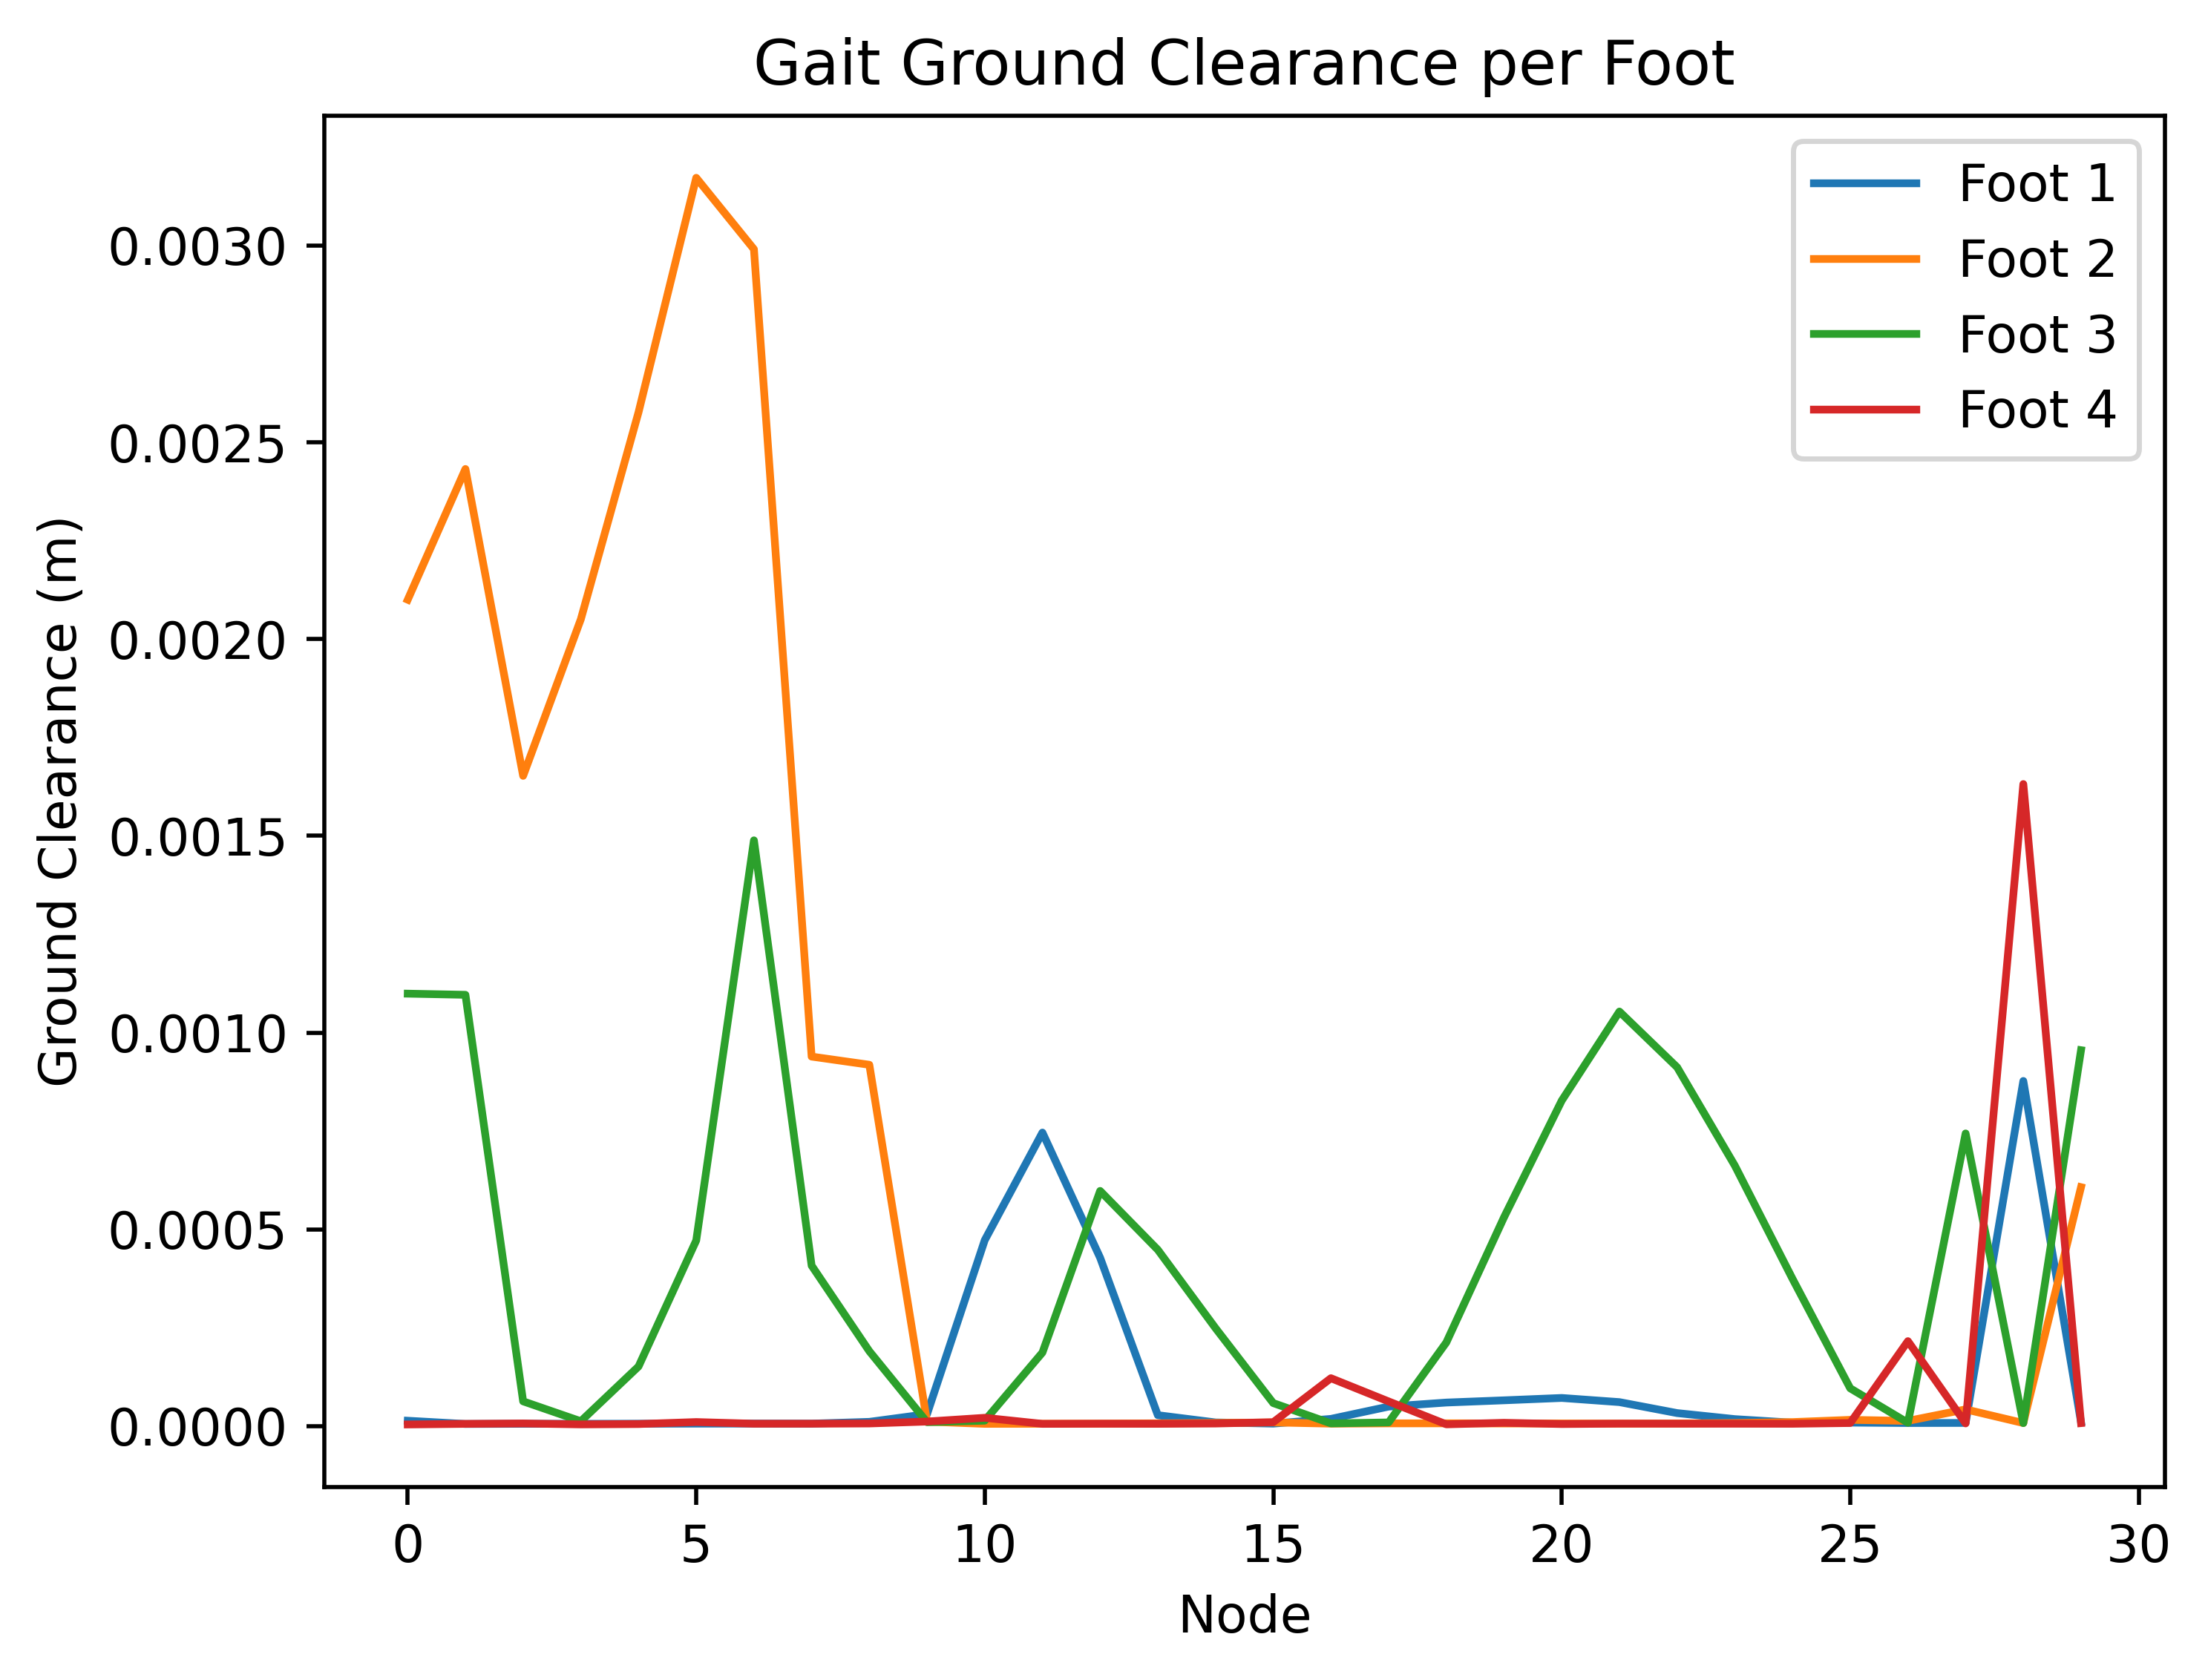 Gait Ground Clearance per Foot
Foot 1
Foot 2
Foot 3
Foot 4
Ground Clearance (m)
0.0030
0.0025
0.0020
0.0015
0.0010
0.0005
0.0000
0 5 10 15 20 25 30
Node